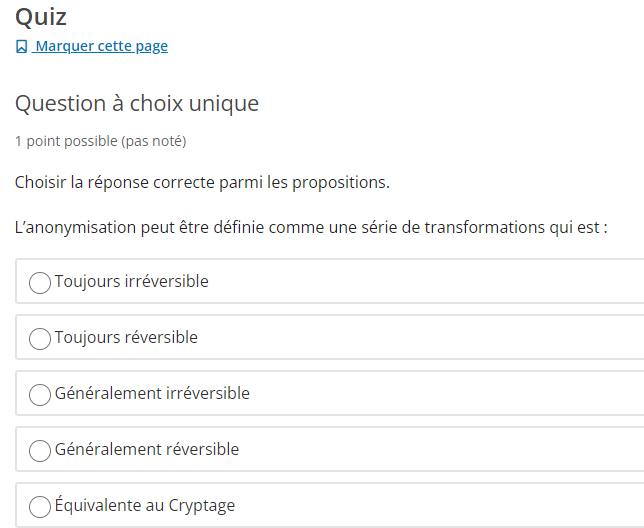 Quiz
Marquer cette page
Question à choix unique
1 point possible (pas noté)
Choisir la réponse correcte parmi les propositions.
L’anonymisation peut être définie comme une série de transformations qui est :
Toujours irréversible
Toujours réversible
Généralement irréversible
Généralement réversible
Équivalente au Cryptage